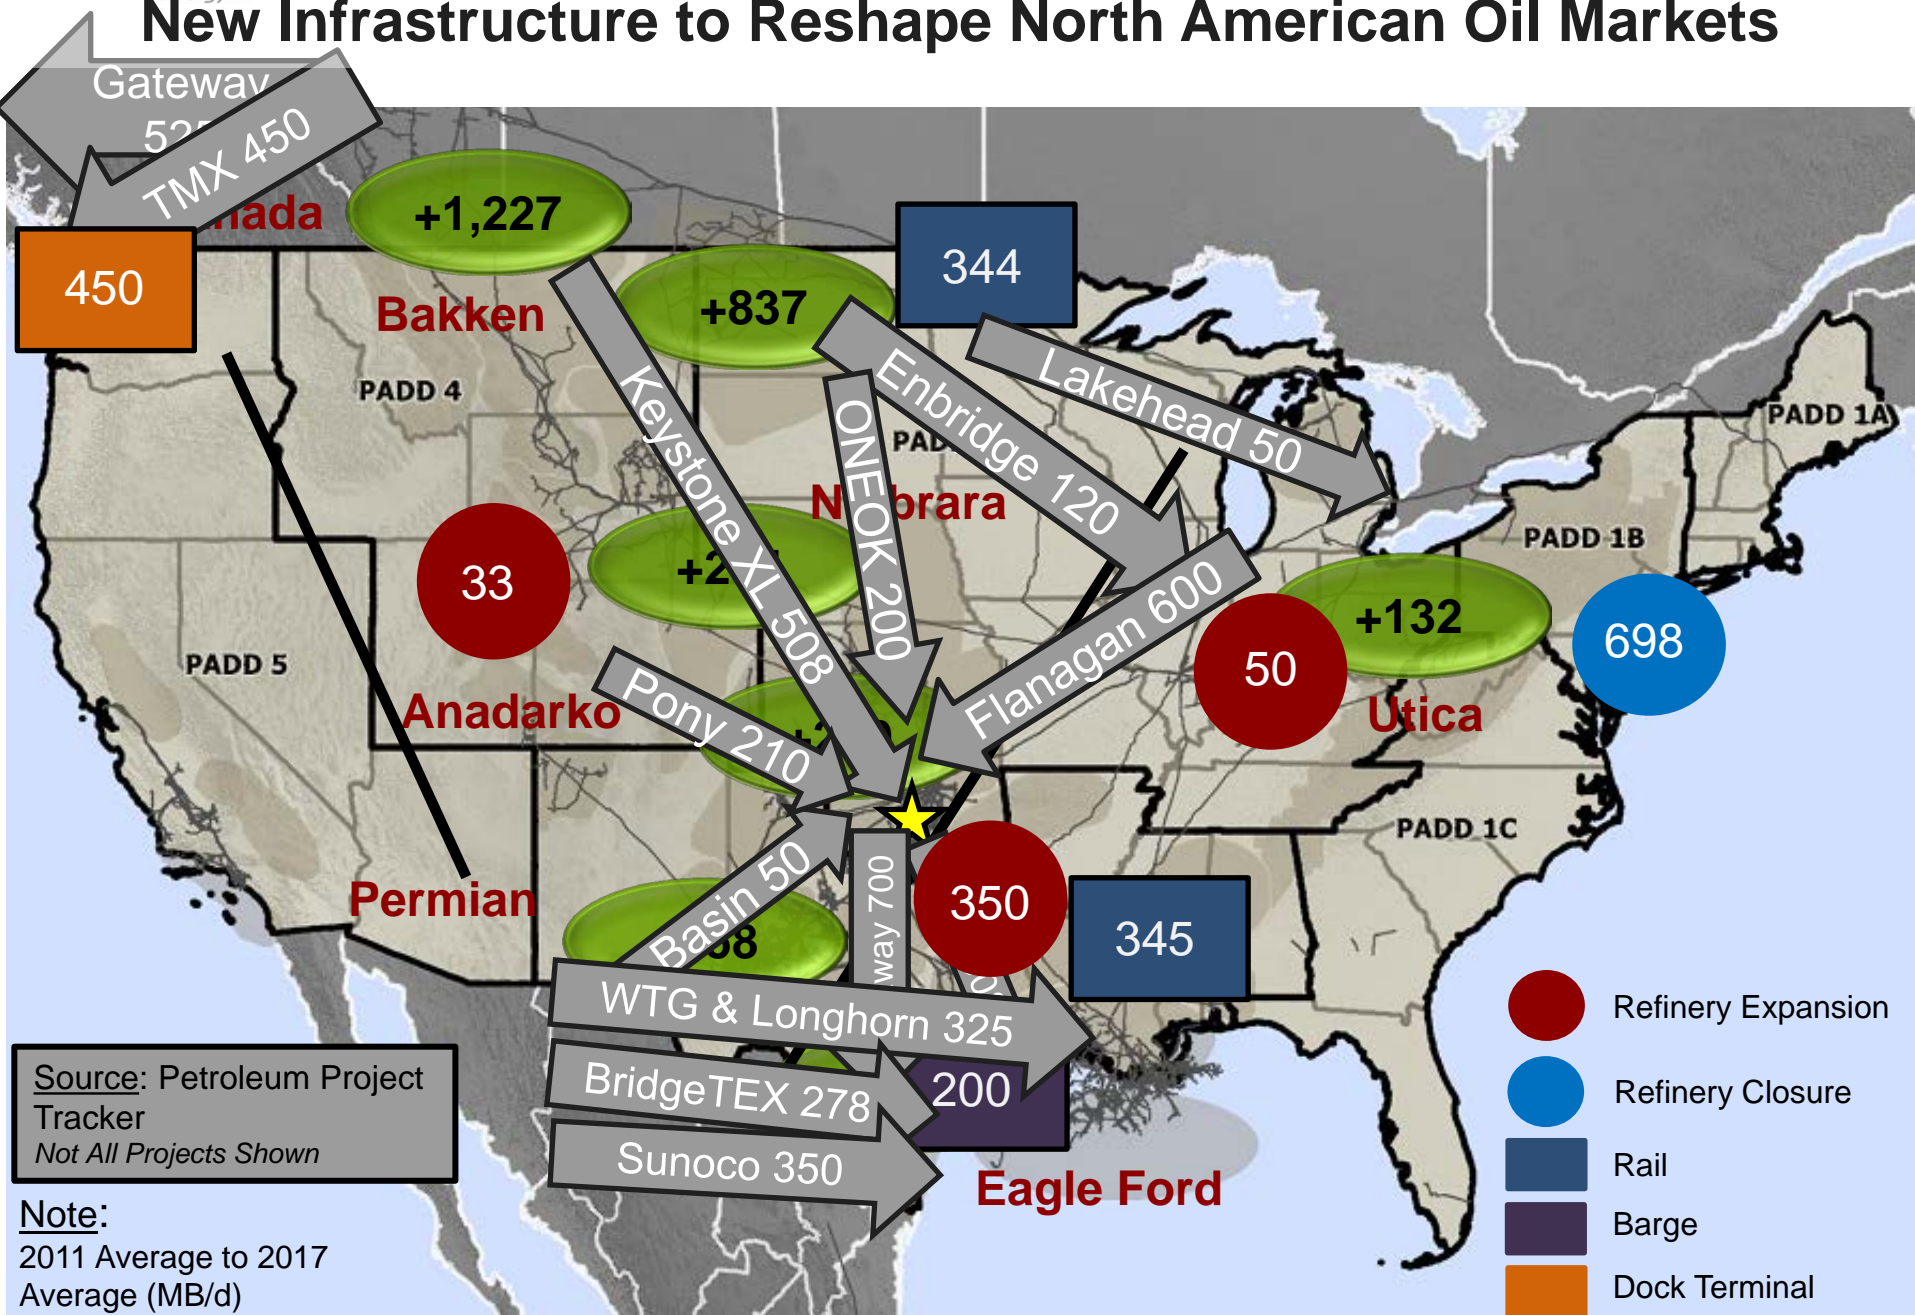 New Infrastructure to Reshape North American Oil Markets
Gateway
TMX 450
+1,227
450
Bakken
+837
344
PADD 4
Keystone XL 508
ONEOK 200
Enbridge 120
Lakehead 50
PADD 1A
33
PADD 1B
Flanagan 600
50
+132
698
PADD 5
Anadarko
Pony 210
Utica
PADD 1C
Permian
Basin 50
way 700
350
345
WTG & Longhorn 325
BridgeTEX 278
200
Sunoco 350
Eagle Ford
Refinery Expansion
Refinery Closure
Rail
Barge
Dock Terminal
Source: Petroleum Project
Tracker
Not All Projects Shown
Note:
2011 Average to 2017
Average (MB/d)